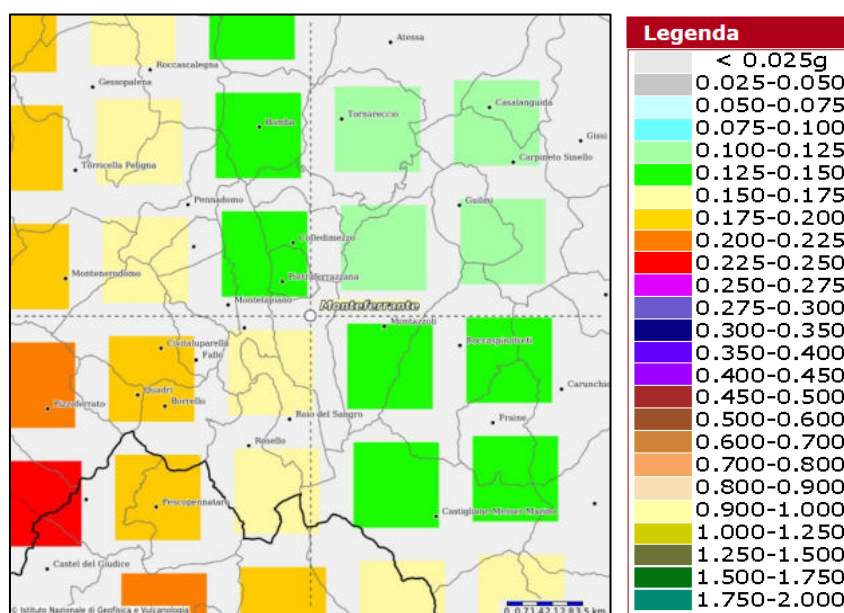 Atessa
Roccascalegna
Gessopalena
Casalanguida
Bomba
Tornareccio
Gissi
Carpineto Sinello
Torricella Peligna
Pennadomo
Guilmi
Colledimezzo
Montenerodomo
Pietraferrazzana
Montelapiano
Monteferrante
Montazzoli
Civitaluparella
Fallo
Roccaspinalveti
Carunchio
Quadri
Pizzoferrato
Borrello
Roio del Sangro
Fraine
Rosello
Pescopennataro
Castiglione Messer Marino
Castel del Giudice
© Istituto Nazionale di Geofisica e Vulcanologia
Legenda
< 0.025g
0.025-0.050
0.050-0.075
0.075-0.100
0.100-0.125
0.125-0.150
0.150-0.175
0.175-0.200
0.200-0.225
0.225-0.250
0.250-0.275
0.275-0.300
0.300-0.350
0.350-0.400
0.400-0.450
0.450-0.500
0.500-0.600
0.600-0.700
0.700-0.800
0.800-0.900
0.900-1.000
1.000-1.250
1.250-1.500
1.500-1.750
1.750-2.000